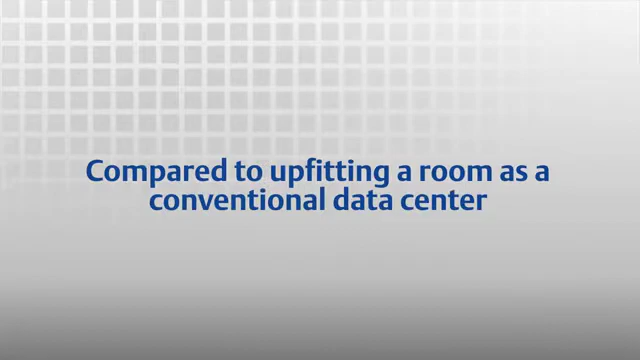 Compared to upfitting a room as a
conventional data center